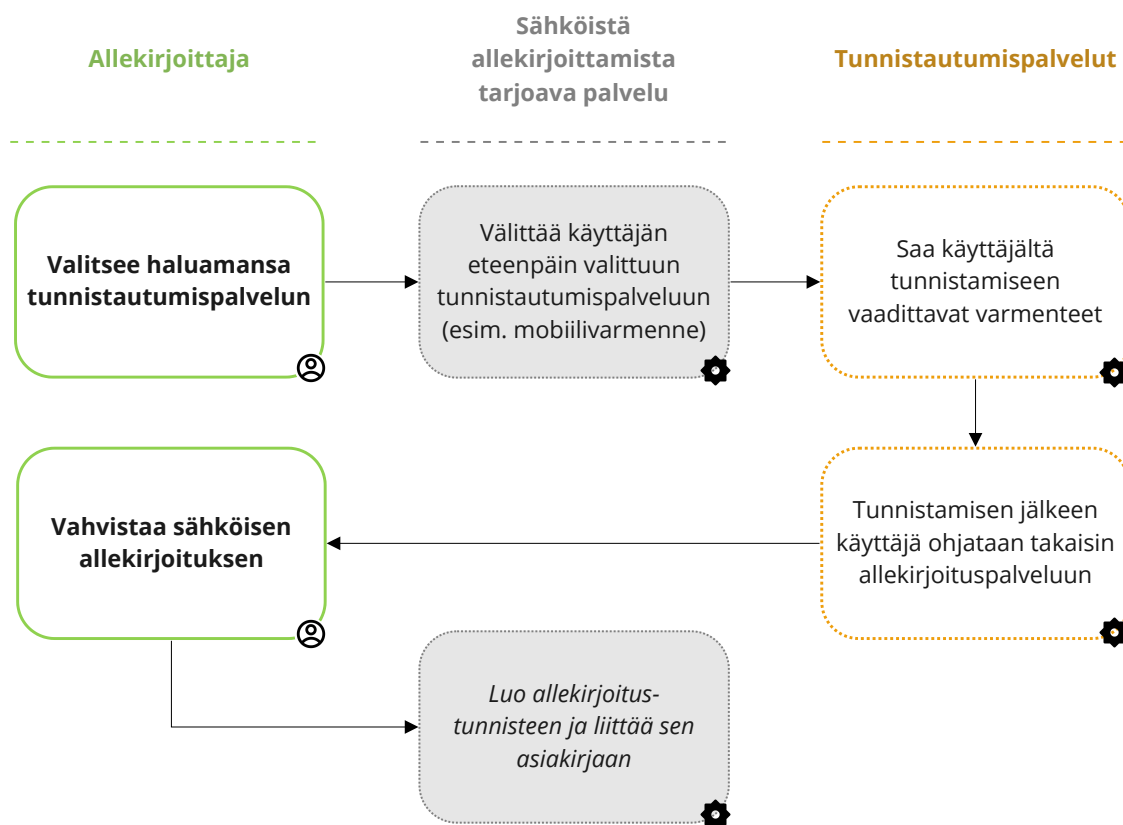 Allekirjoittaja
Sähköistä
allekirjoittamista
tarjoava palvelu
Tunnistautumispalvelut
Valitsee haluamansa
tunnistautumispalvelun
Välittää käyttäjän
eteenpäin valittuun
tunnistautumispalveluun
(esim. mobiilivarmenne)
Saa käyttäjältä
tunnistamiseen
vaadittavat varmenteet
Vahvistaa sähköisen
allekirjoituksen
Tunnistamisen jälkeen
käyttäjä ohjataan takaisin
allekirjoituspalveluun
Luo allekirjoitus-
tunnisteen ja liittää sen
asiakirjaan